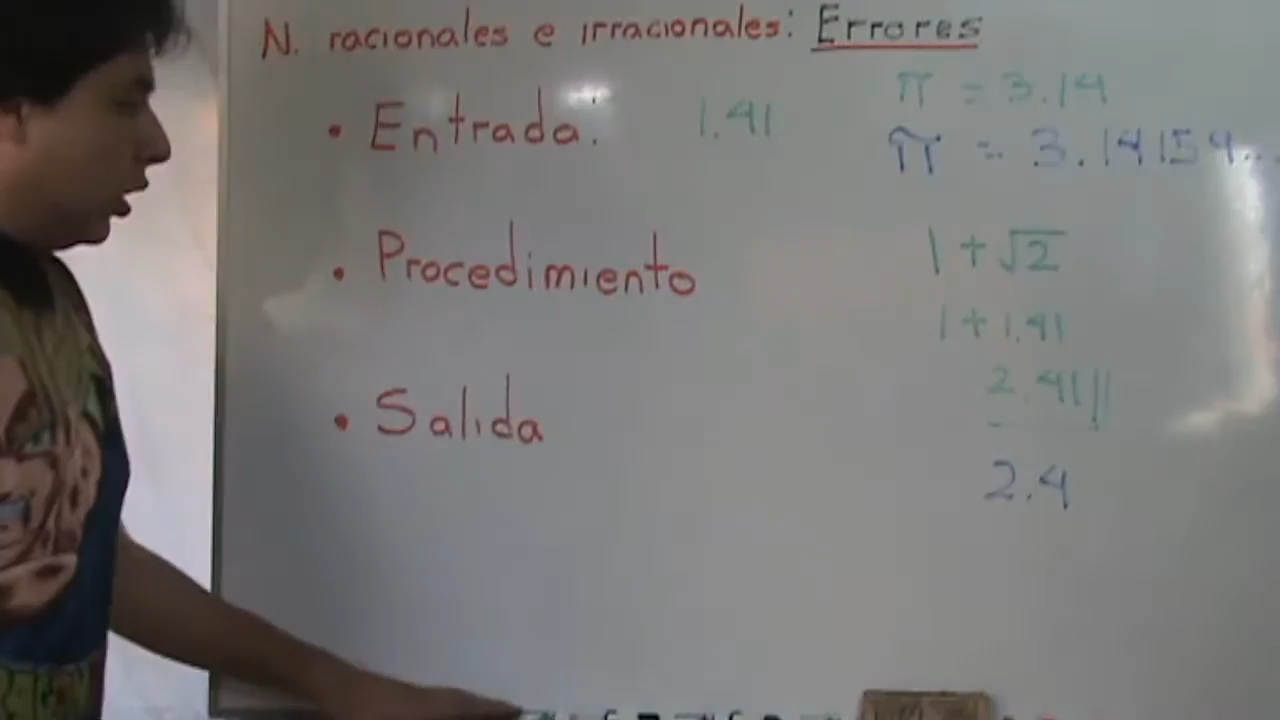 N. racionales e irracionales: Errores
• Entrada: 1.41
π = 3.14
π = 3.14159...
• Procedimiento
1 + √2
1 + 1.41
2.41
• Salida
2.4